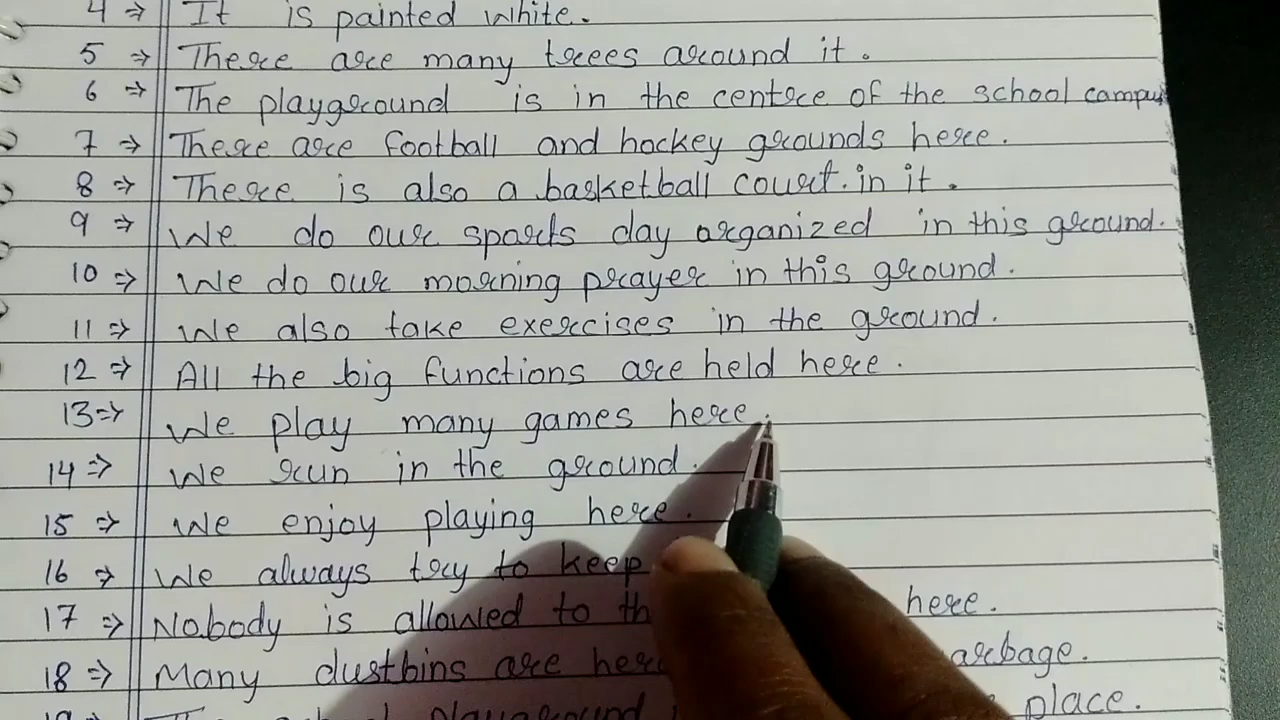 4 ⇒ It is painted white.
5 ⇒ There are many trees around it.
6 ⇒ The playground is in the centre of the school campus
7 ⇒ There are football and hockey grounds here.
8 ⇒ There is also a basketball court in it.
9 ⇒ We do our sports day organized in this ground.
10 ⇒ We do our morning prayer in this ground.
11 ⇒ We also take exercises in the ground.
12 ⇒ All the big functions are held here.
13 ⇒ We play many games here.
14 ⇒ We run in the ground.
15 ⇒ We enjoy playing here.
16 ⇒ We always try to keep
17 ⇒ Nobody is allowed to here.
18 ⇒ Many dustbins are here
19 ⇒ The school playground place.